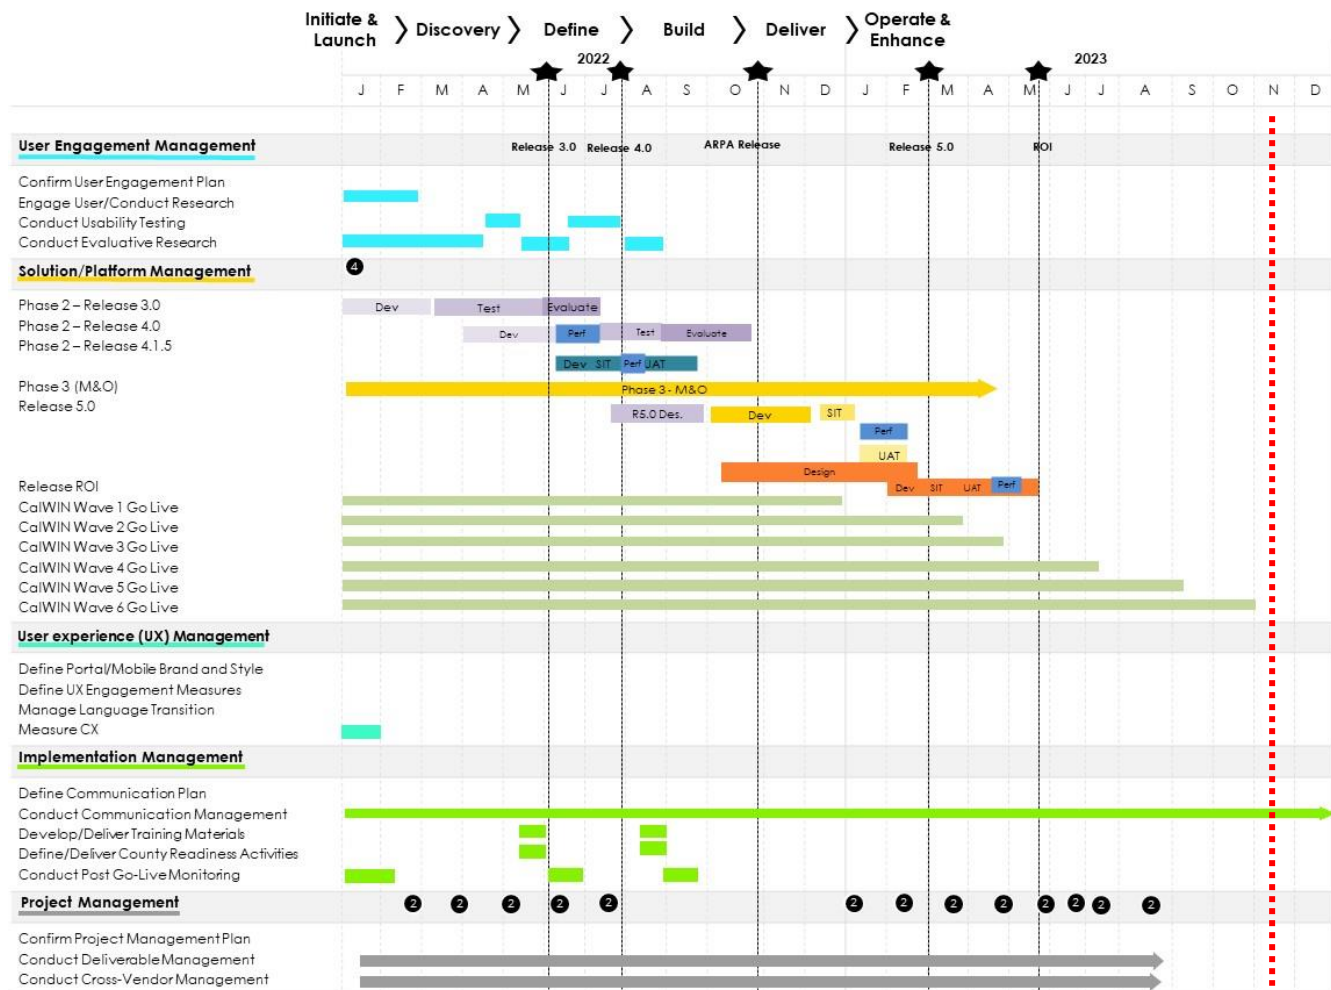 Initiate & Launch
Discovery
Define
Build
Deliver
Operate & Enhance
2022
2023
J F M A M J J A S O N D J F M A M J J A S O N D
User Engagement Management
Release 3.0
Release 4.0
ARPA Release
Release 5.0
ROI
Confirm User Engagement Plan
Engage User/Conduct Research
Conduct Usability Testing
Conduct Evaluative Research
Solution/Platform Management
4
Phase 2 – Release 3.0
Dev
Test
Evaluate
Phase 2 – Release 4.0
Dev
Perf
Test
Evaluate
Phase 2 – Release 4.1.5
Dev SIT Perf UAT
Phase 3 (M&O)
Phase 3 - M&O
Release 5.0
R5.0 Des.
Dev
SIT
Perf
UAT
Design
Release ROI
Dev SIT UAT Perf
CalWIN Wave 1 Go Live
CalWIN Wave 2 Go Live
CalWIN Wave 3 Go Live
CalWIN Wave 4 Go Live
CalWIN Wave 5 Go Live
CalWIN Wave 6 Go Live
User experience (UX) Management
Define Portal/Mobile Brand and Style
Define UX Engagement Measures
Manage Language Transition
Measure CX
Implementation Management
Define Communication Plan
Conduct Communication Management
Develop/Deliver Training Materials
Define/Deliver County Readiness Activities
Conduct Post Go-Live Monitoring
Project Management
2 2 2 2 2 2 2 2 2 2 2 2 2
Confirm Project Management Plan
Conduct Deliverable Management
Conduct Cross-Vendor Management